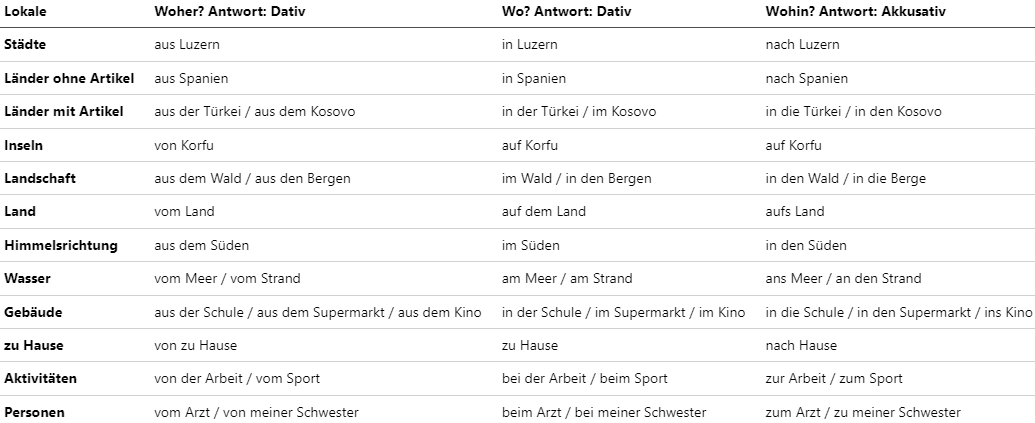 Lokale Woher? Antwort: Dativ Wo? Antwort: Dativ Wohin? Antwort: Akkusativ
Städte aus Luzern in Luzern nach Luzern
Länder ohne Artikel aus Spanien in Spanien nach Spanien
Länder mit Artikel aus der Türkei / aus dem Kosovo in der Türkei / im Kosovo in die Türkei / in den Kosovo
Inseln von Korfu auf Korfu auf Korfu
Landschaft aus dem Wald / aus den Bergen im Wald / in den Bergen in den Wald / in die Berge
Land vom Land auf dem Land aufs Land
Himmelsrichtung aus dem Süden im Süden in den Süden
Wasser vom Meer / vom Strand am Meer / am Strand ans Meer / an den Strand
Gebäude aus der Schule / aus dem Supermarkt / aus dem Kino in der Schule / im Supermarkt / im Kino in die Schule / in den Supermarkt / ins Kino
zu Hause von zu Hause zu Hause nach Hause
Aktivitäten von der Arbeit / vom Sport bei der Arbeit / beim Sport zur Arbeit / zum Sport
Personen vom Arzt / von meiner Schwester beim Arzt / bei meiner Schwester zum Arzt / zu meiner Schwester